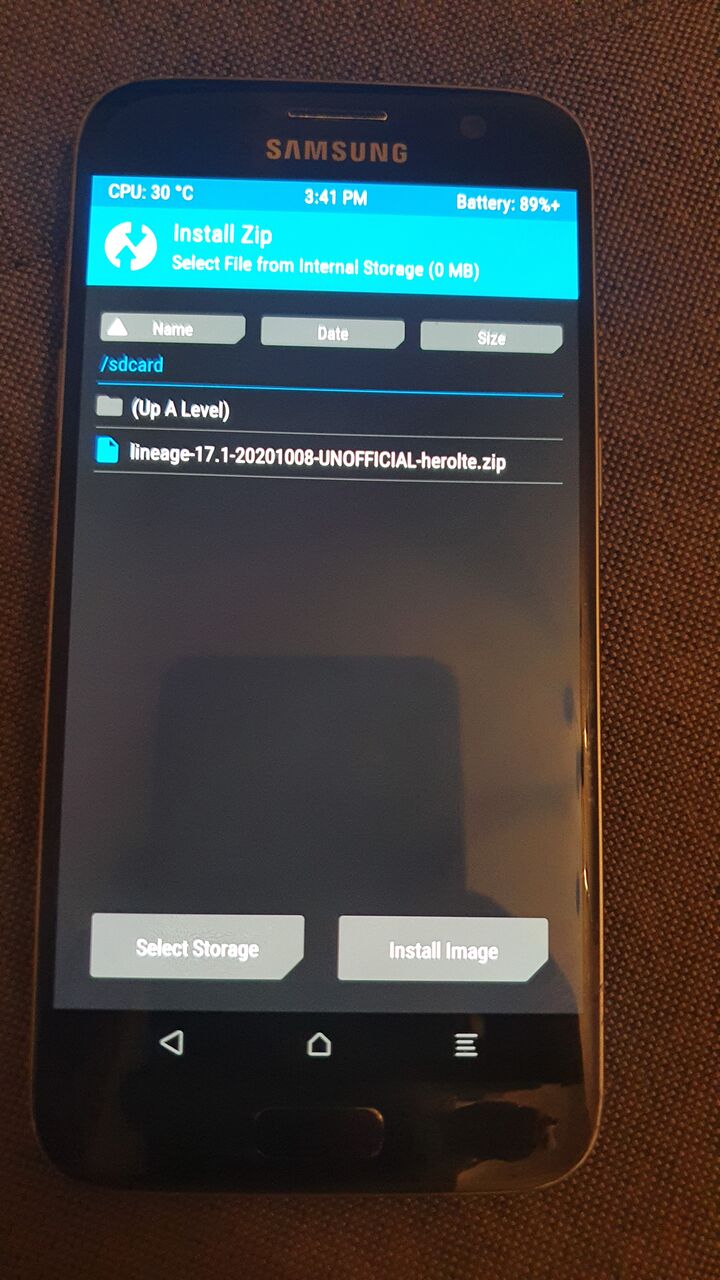 SAMSUNG
CPU: 30 °C 3:41 PM Battery: 89%+
Install Zip
Select File from Internal Storage (0 MB)
Name Date Size
/sdcard
(Up A Level)
lineage-17.1-20201008-UNOFFICIAL-herolte.zip
Select Storage Install Image